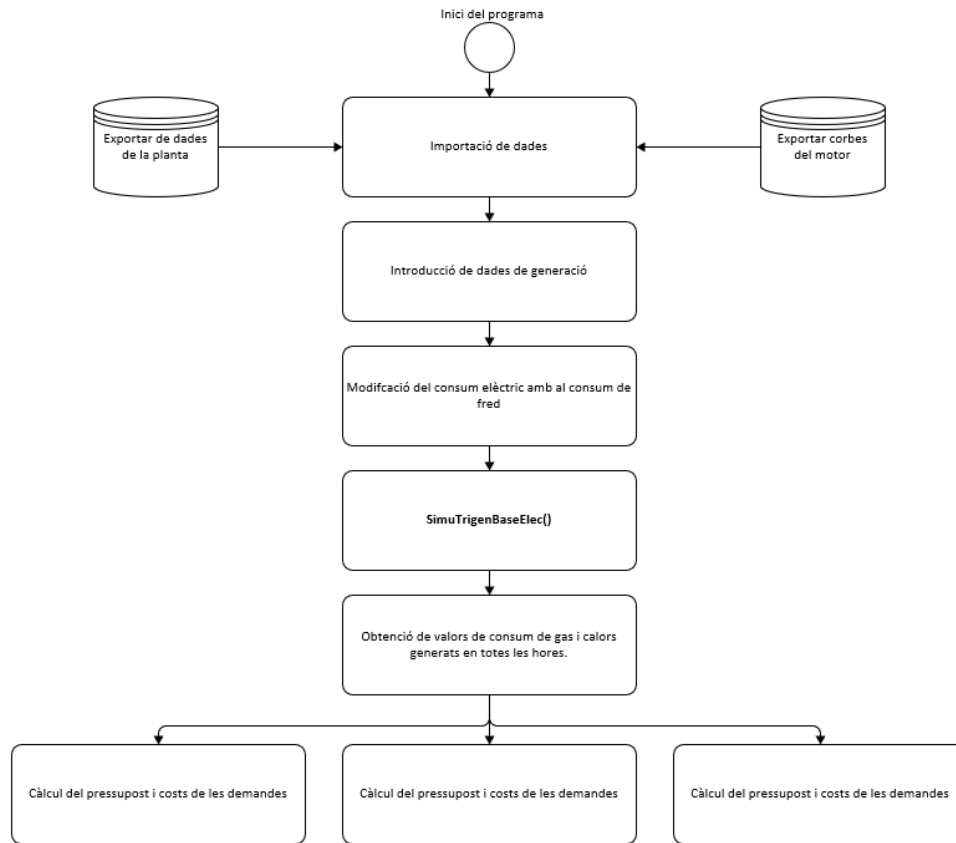 Inici del programa
Exportar de dades
de la planta
Importació de dades
Exportar corbes
del motor
Introducció de dades de generació
Modifcació del consum elèctric amb al consum de
fred
SimuTrigenBaseElec()
Obtenció de valors de consum de gas i calors
generats en totes les hores.
Càlcul del pressupost i costs de les demandes
Càlcul del pressupost i costs de les demandes
Càlcul del pressupost i costs de les demandes